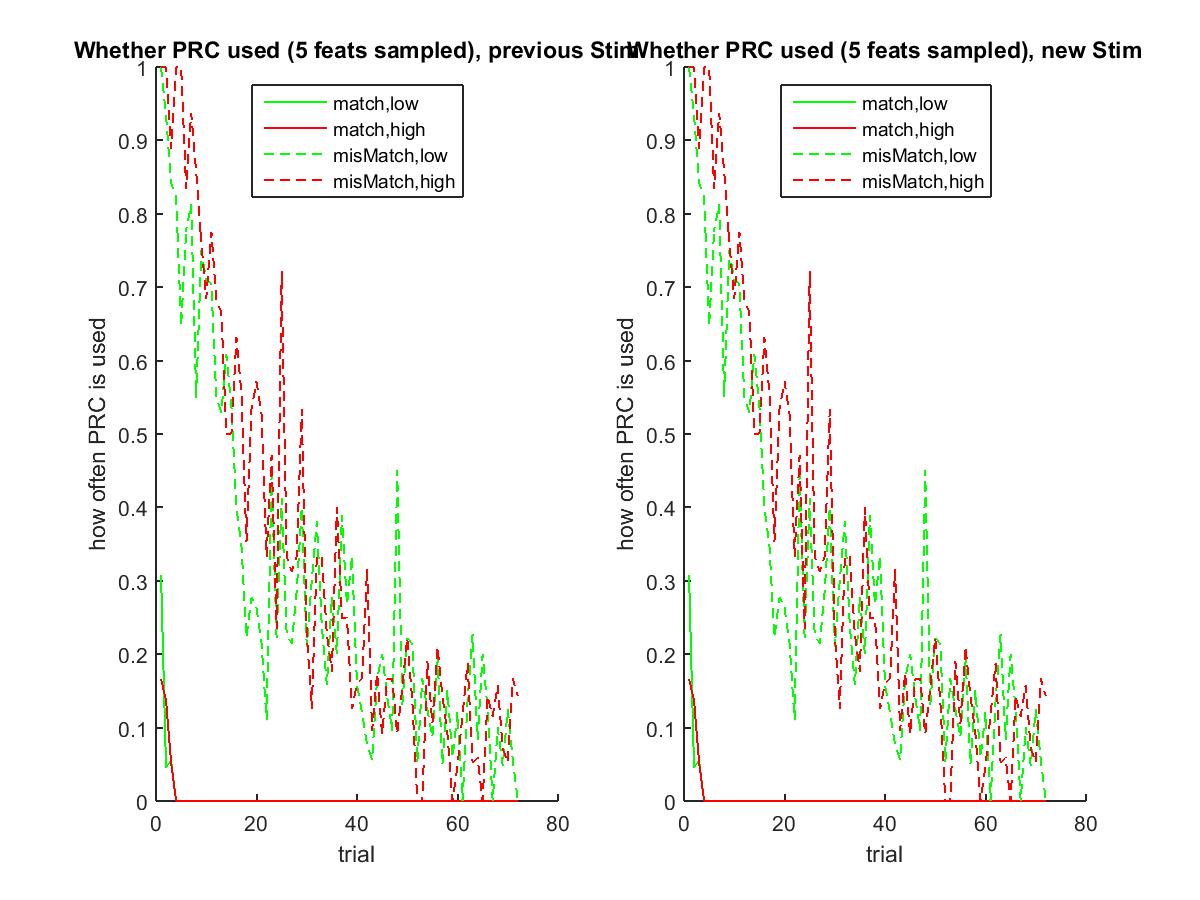 Whether PRC used (5 feats sampled), previous Stim
1
0.9
0.8
0.7
0.6
0.5
0.4
0.3
0.2
0.1
0
how often PRC is used
match,low
match,high
misMatch,low
misMatch,high
0 20 40 60 80
trial
Whether PRC used (5 feats sampled), new Stim
1
0.9
0.8
0.7
0.6
0.5
0.4
0.3
0.2
0.1
0
how often PRC is used
match,low
match,high
misMatch,low
misMatch,high
0 20 40 60 80
trial